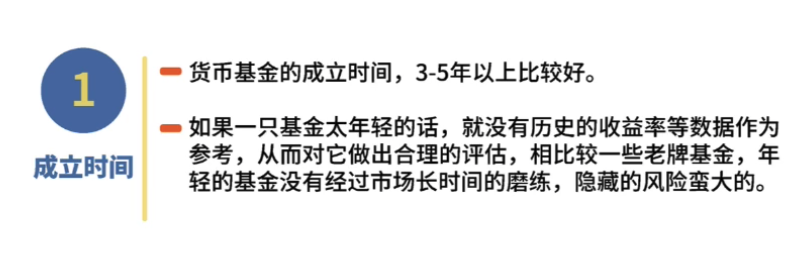 1
成立时间
货币基金的成立时间，3-5年以上比较好。
如果一只基金太年轻的话，就没有历史的收益率等数据作为
参考，从而对它做出合理的评估，相比较一些老牌基金，年
轻的基金没有经过市场长时间的磨练，隐藏的风险蛮大的。